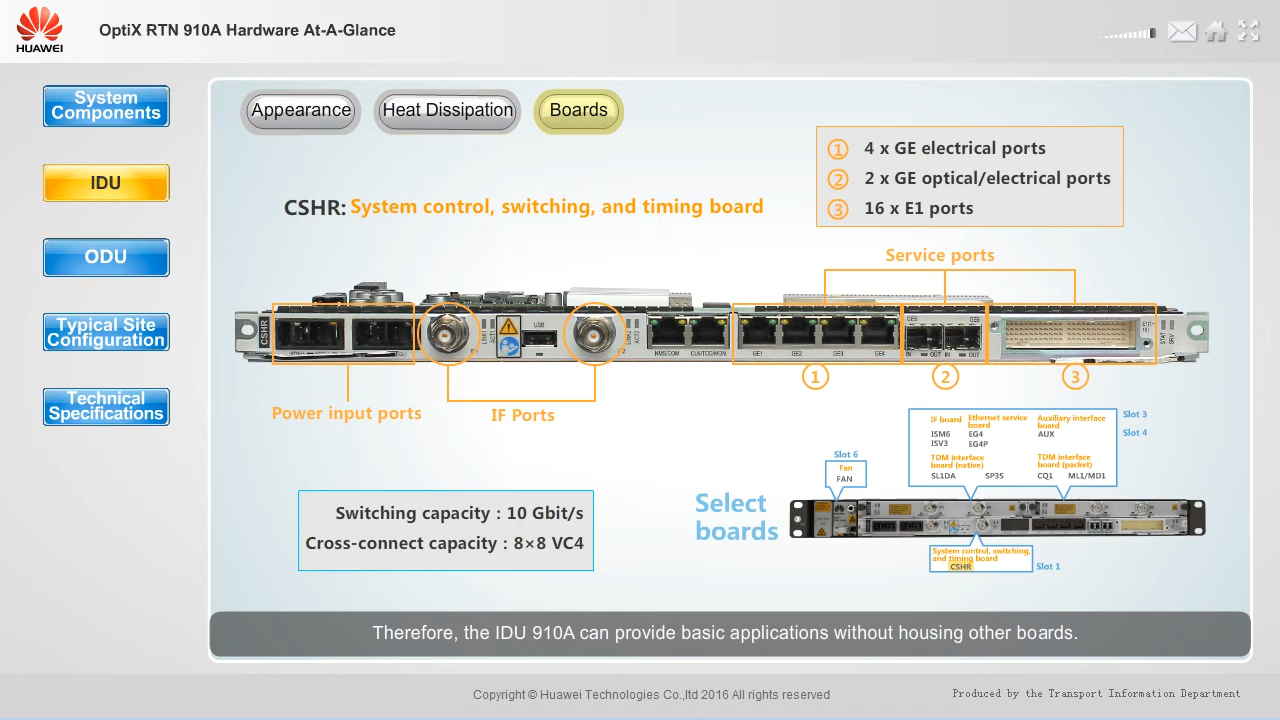 HUAWEI
OptiX RTN 910A Hardware At-A-Glance
System
Components
IDU
ODU
Typical Site
Configuration
Technical
Specifications
Appearance
Heat Dissipation
Boards
1 4 x GE electrical ports
2 2 x GE optical/electrical ports
3 16 x E1 ports
CSHR: System control, switching, and timing board
Service ports
CSHR
USB
NMS/COM
CLK/TOD/MON
GE1
GE2
GE3
GE4
GE5
GE6
IN
OUT
IN
OUT
1
2
3
Power input ports
IF Ports
Switching capacity : 10 Gbit/s
Cross-connect capacity : 8×8 VC4
Select
boards
Slot 6
Fan
FAN
IF board
ISM6
ISV3
Ethernet service
board
EG4
EG4P
Auxiliary interface
board
AUX
TDM interface
board (native)
SL1DA SP3S
TDM interface
board (packet)
CQ1 ML1/MD1
Slot 3
Slot 4
System control, switching,
and timing board
CSHR
Slot 1
Therefore, the IDU 910A can provide basic applications without housing other boards.
Copyright © Huawei Technologies Co.,ltd 2016 All rights reserved
Produced by the Transport Information Department